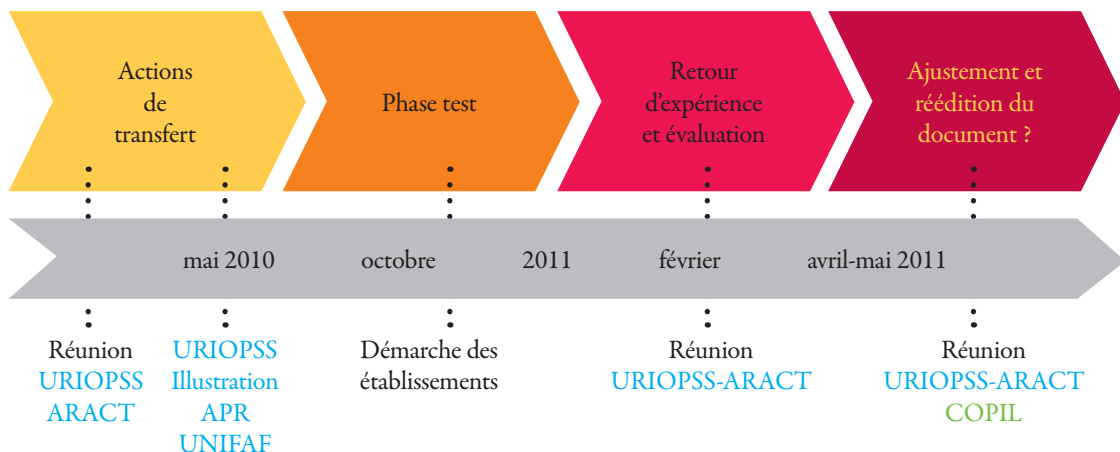 Actions
de
transfert
Phase test
Retour
d’expérience
et évaluation
Ajustement et
réédition du
document ?
mai 2010
octobre
2011
février
avril-mai 2011
Réunion
URIOPSS
ARACT
URIOPSS
Illustration
APR
UNIFAF
Démarche des
établissements
Réunion
URIOPSS-ARACT
Réunion
URIOPSS-ARACT
COPIL